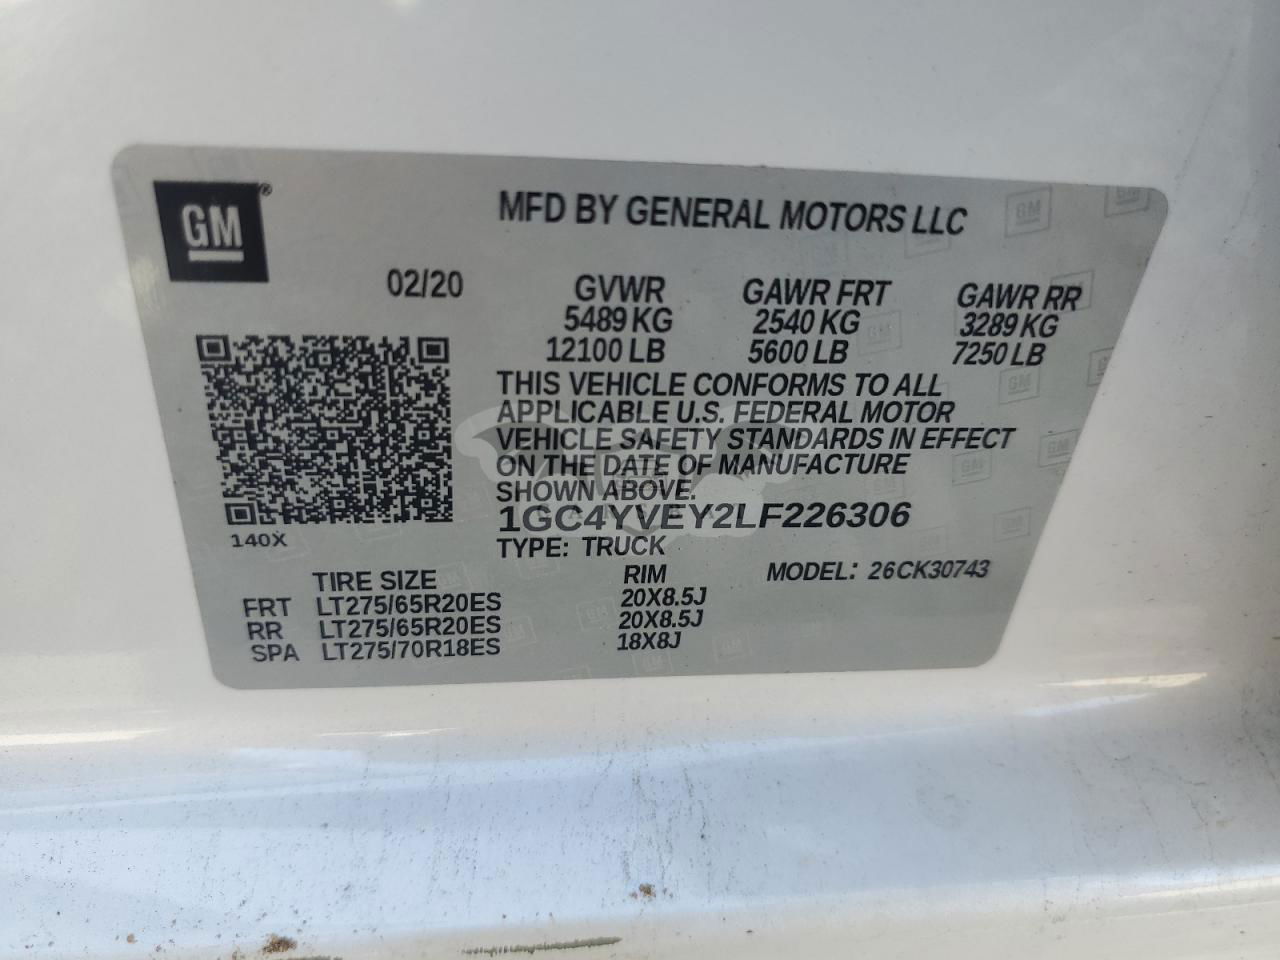 GM®
MFD BY GENERAL MOTORS LLC
02/20
GVWR GAWR FRT GAWR RR
5489 KG 2540 KG 3289 KG
12100 LB 5600 LB 7250 LB
THIS VEHICLE CONFORMS TO ALL
APPLICABLE U.S. FEDERAL MOTOR
VEHICLE SAFETY STANDARDS IN EFFECT
ON THE DATE OF MANUFACTURE
SHOWN ABOVE.
1GC4YVEY2LF226306
140X
TYPE: TRUCK
TIRE SIZE RIM MODEL: 26CK30743
FRT LT275/65R20ES 20X8.5J
RR LT275/65R20ES 20X8.5J
SPA LT275/70R18ES 18X8J